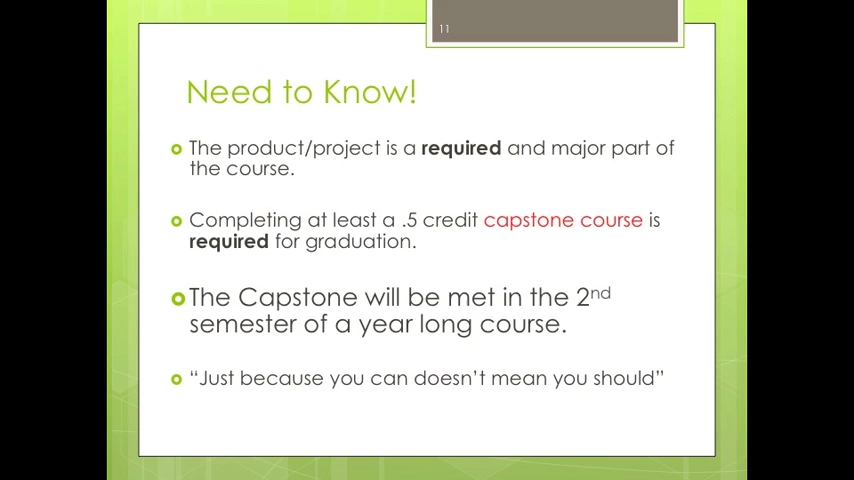 11
Need to Know!
The product/project is a required and major part of
the course.
Completing at least a .5 credit capstone course is
required for graduation.
The Capstone will be met in the 2nd
semester of a year long course.
“Just because you can doesn’t mean you should”